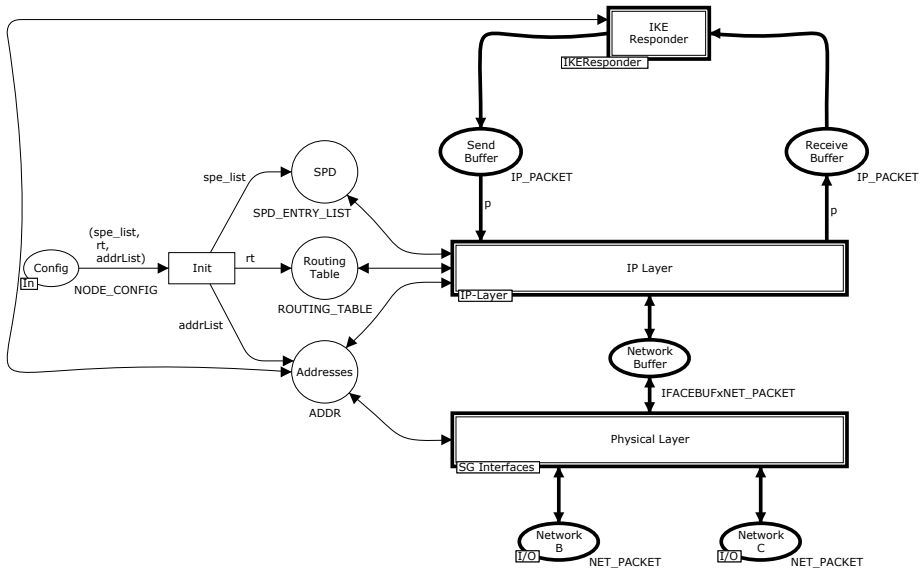 IKE
Responder
IKEResponder
Send
Buffer
IP_PACKET
Receive
Buffer
IP_PACKET
p
p
spe_list
SPD
SPD_ENTRY_LIST
(spe_list,
rt,
addrList)
Config
In
NODE_CONFIG
Init
rt
Routing
Table
ROUTING_TABLE
IP Layer
IP-Layer
addrList
Addresses
ADDR
Network
Buffer
IFACEBUFxNET_PACKET
Physical Layer
SG Interfaces
Network
B
I/O
NET_PACKET
Network
C
I/O
NET_PACKET